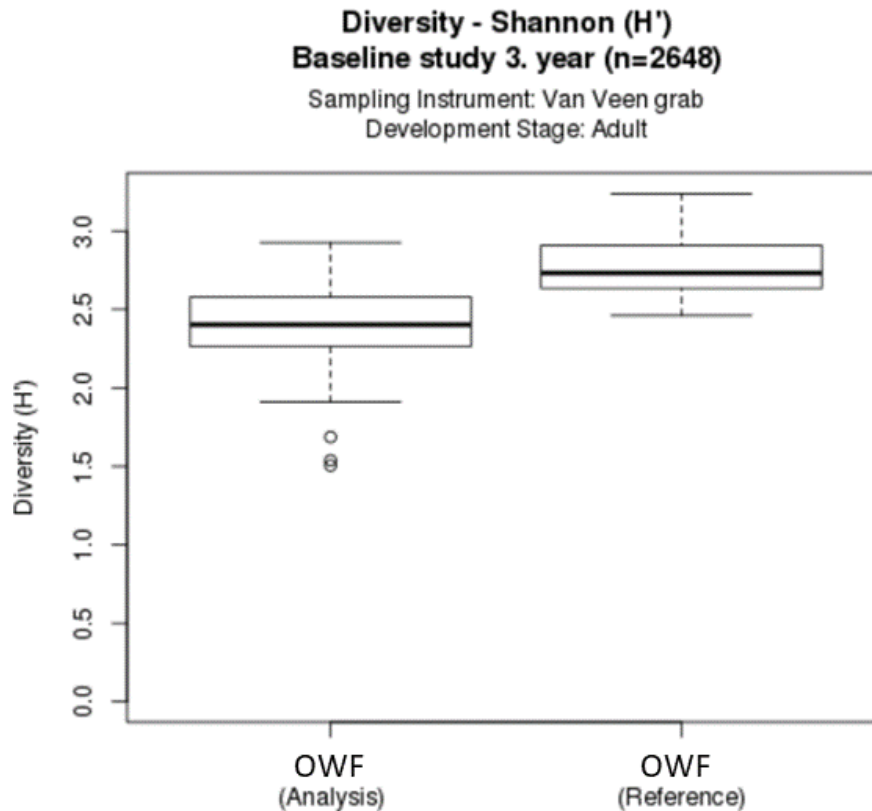 Diversity - Shannon (H')
Baseline study 3. year (n=2648)
Sampling Instrument: Van Veen grab
Development Stage: Adult
Diversity (H')
3.0
2.5
2.0
1.5
1.0
0.5
0.0
OWF
(Analysis)
OWF
(Reference)